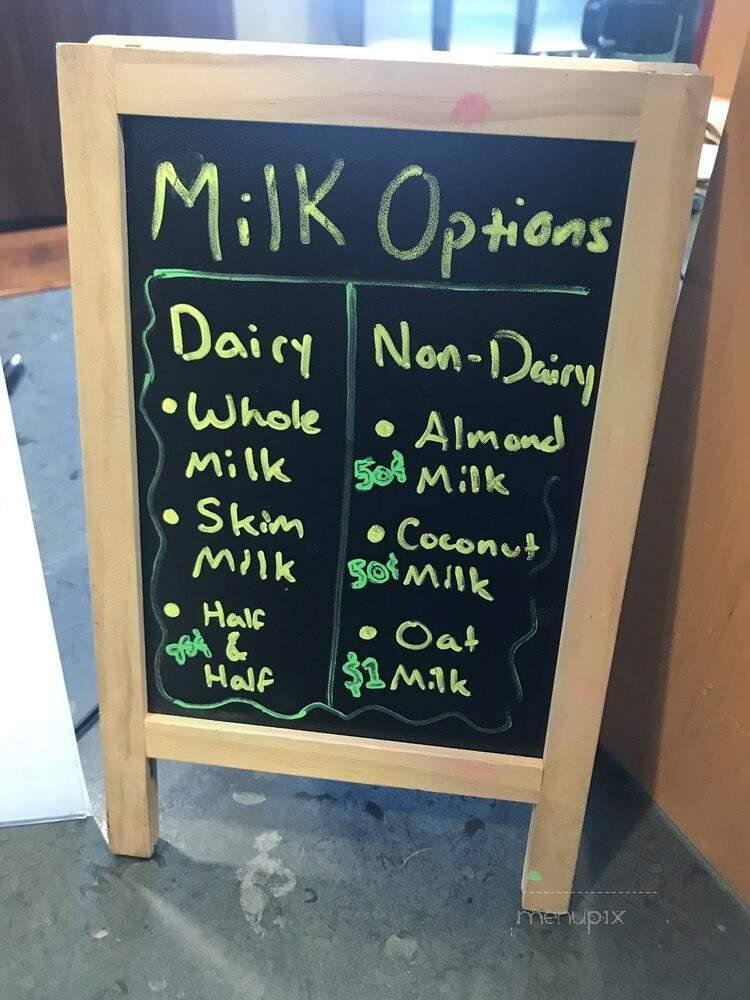 Milk Options
Dairy
• Whole
Milk
• Skim
Milk
• Half
&
Half
Non-Dairy
• Almond
50¢ Milk
• Coconut
50¢ Milk
• Oat
$1 Milk
menupix